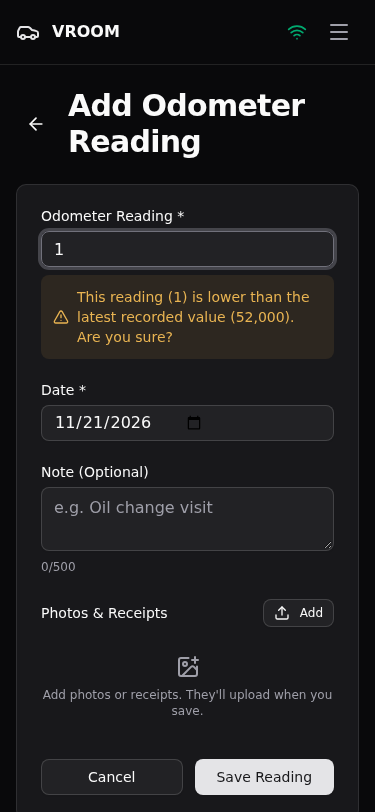 VROOM
Add Odometer
Reading
Odometer Reading *
1
This reading (1) is lower than the
latest recorded value (52,000).
Are you sure?
Date *
11/21/2026
Note (Optional)
e.g. Oil change visit
0/500
Photos & Receipts
Add
Add photos or receipts. They'll upload when you
save.
Cancel
Save Reading